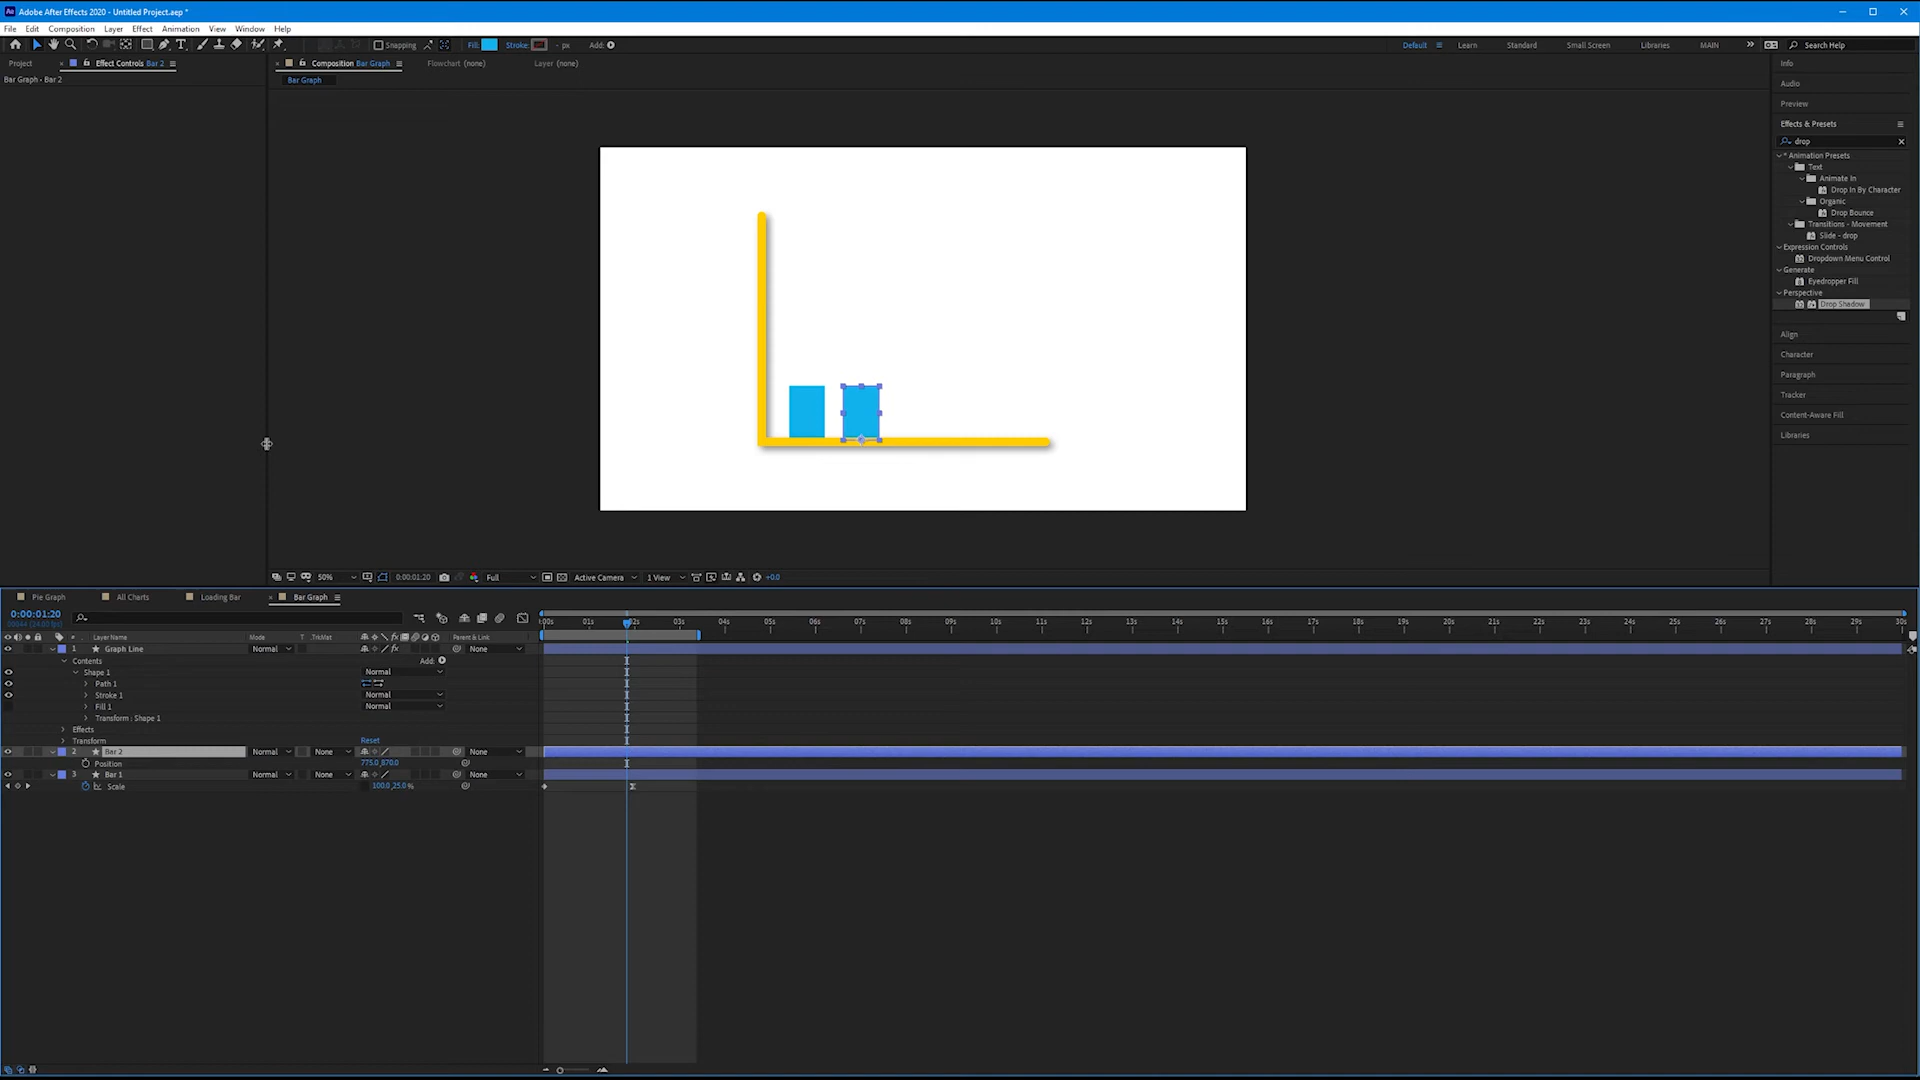 Adobe After Effects 2020 - Untitled Project.aep *
File Edit Composition Layer Effect Animation View Window Help
Snapping Fill: Stroke: - px Add: Default Learn Standard Small Screen Libraries MAIN Search Help
Project Effect Controls Bar 2 Composition Bar Graph Flowchart (none) Layer (none)
Bar Graph • Bar 2
Bar Graph
Info
Audio
Preview
Effects & Presets
drop
* Animation Presets
Text
Animate In
Drop In By Character
Organic
Drop Bounce
Transitions - Movement
Slide - drop
Expression Controls
Dropdown Menu Control
Generate
Eyedropper Fill
Perspective
Drop Shadow
Align
Character
Paragraph
Tracker
Content-Aware Fill
Libraries
50% 0:00:01:20 Full Active Camera 1 View +0.0
Pie Graph All Charts Loading Bar Bar Graph
0:00:01:20
:00s 01s 02s 03s 04s 05s 06s 07s 08s 09s 10s 11s 12s 13s 14s 15s 16s 17s 18s 19s 20s 21s 22s 23s 24s 25s 26s 27s 28s 29s 30s
# Layer Name Mode T .TrkMat Parent & Link
1 Graph Line Normal None
Contents Add:
Shape 1 Normal
Path 1
Stroke 1 Normal
Fill 1 Normal
Transform : Shape 1
Effects
Transform Reset
2 Bar 2 Normal None None
Position 775.0,870.0
3 Bar 1 Normal None None
Scale 100.0,25.0 %